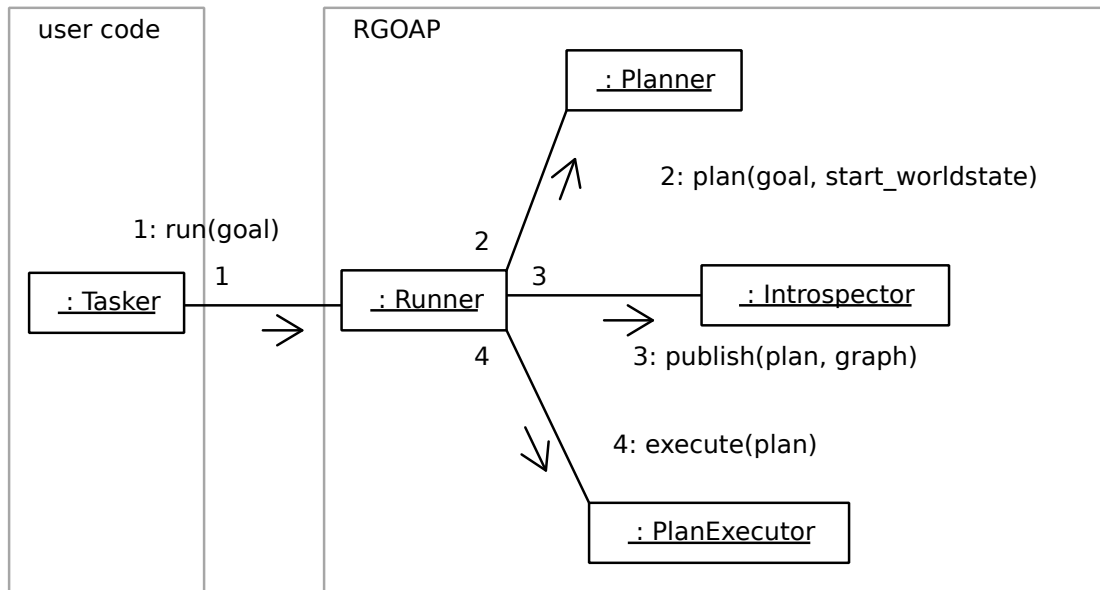 user code
RGOAP
: Planner
2: plan(goal, start_worldstate)
1: run(goal)
2
1
3
: Tasker
: Runner
: Introspector
4
3: publish(plan, graph)
4: execute(plan)
: PlanExecutor